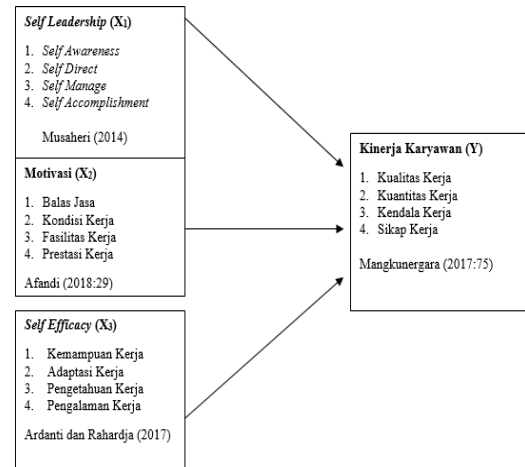 Self Leadership (X1)
1. Self Awareness
2. Self Direct
3. Self Manage
4. Self Accomplishment
Musaheri (2014)
Motivasi (X2)
1. Balas Jasa
2. Kondisi Kerja
3. Fasilitas Kerja
4. Prestasi Kerja
Afandi (2018:29)
Self Efficacy (X3)
1. Kemampuan Kerja
2. Adaptasi Kerja
3. Pengetahuan Kerja
4. Pengalaman Kerja
Ardanti dan Rahardja (2017)
Kinerja Karyawan (Y)
1. Kualitas Kerja
2. Kuantitas Kerja
3. Kendala Kerja
4. Sikap Kerja
Mangkunergara (2017:75)